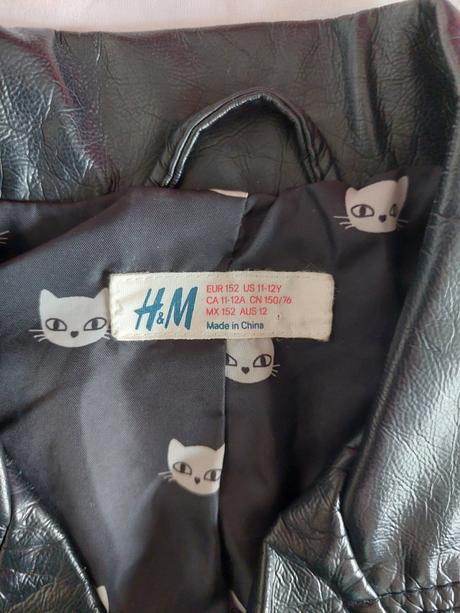 H&M
EUR 152 US 11-12Y
CA 11-12A CN 150/76
MX 152 AUS 12
Made in China